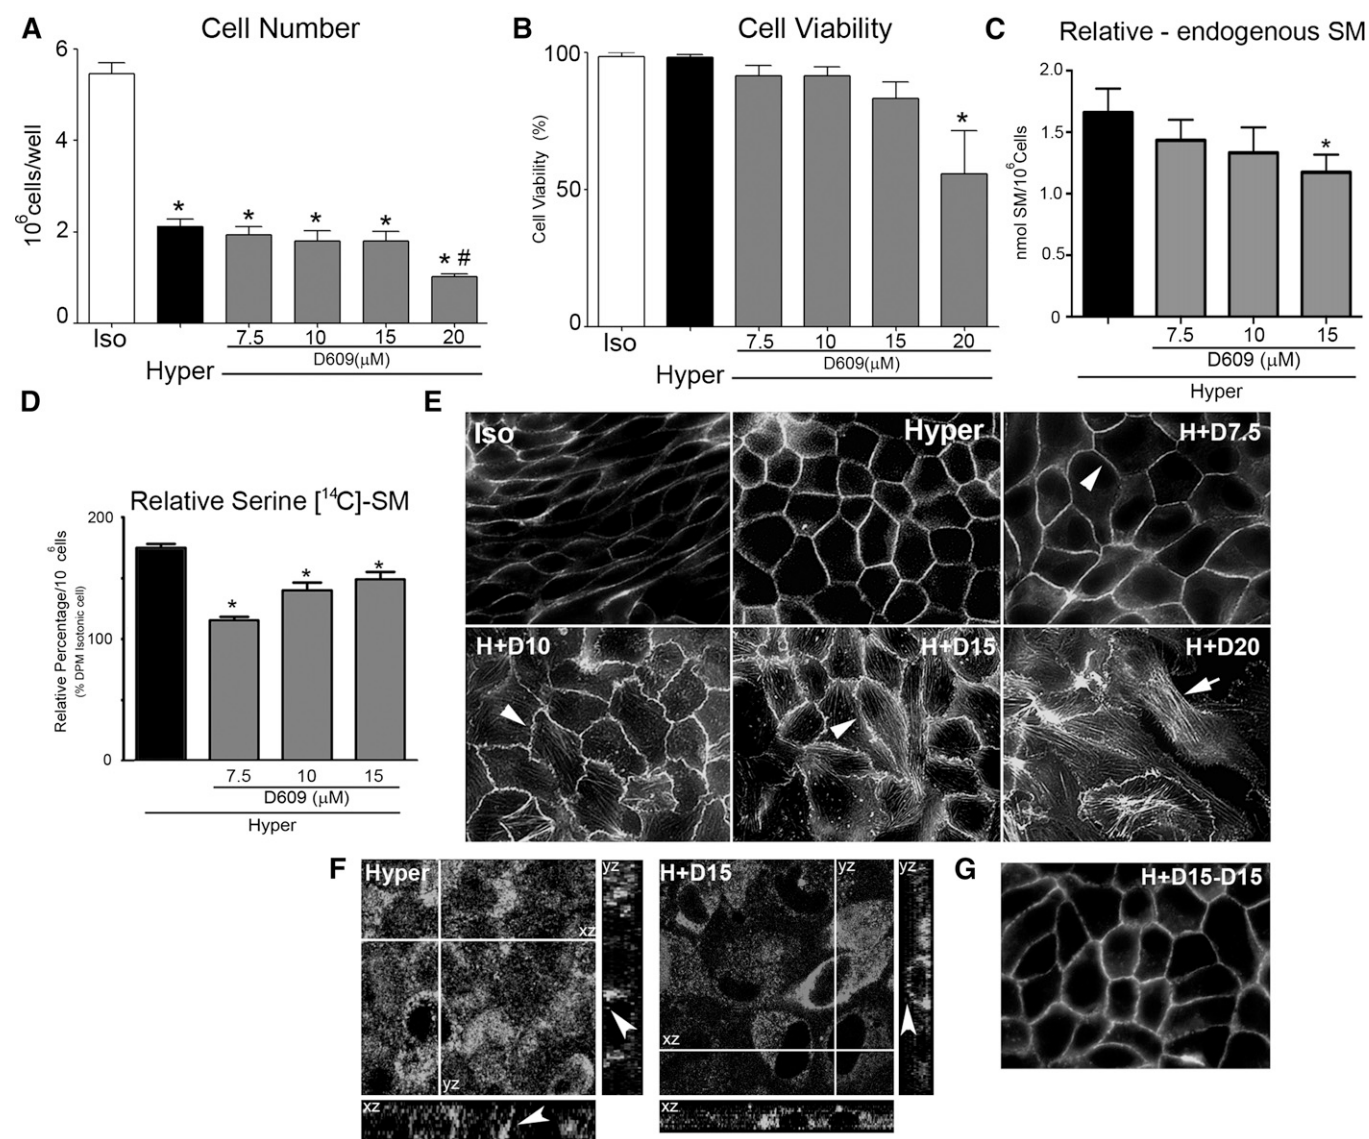 A
Cell Number
10^6 cells/well
6
4
2
0
*
*
*
*
* #
Iso
7.5
10
15
20
D609(µM)
Hyper
B
Cell Viability
Cell Viability (%)
100
50
0
*
Iso
7.5
10
15
20
D609(µM)
Hyper
C
Relative - endogenous SM
nmol SM/10^6 Cells
2.0
1.5
1.0
0.5
0
*
7.5
10
15
D609 (µM)
Hyper
D
Relative Serine [14C]-SM
Relative Percentage/10^6 cells
(% DPM Isotonic cell)
200
100
0
*
*
*
7.5
10
15
D609 (µM)
Hyper
E
Iso
Hyper
H+D7.5
H+D10
H+D15
H+D20
F
Hyper
xz
yz
yz
xz
H+D15
yz
xz
yz
xz
G
H+D15-D15